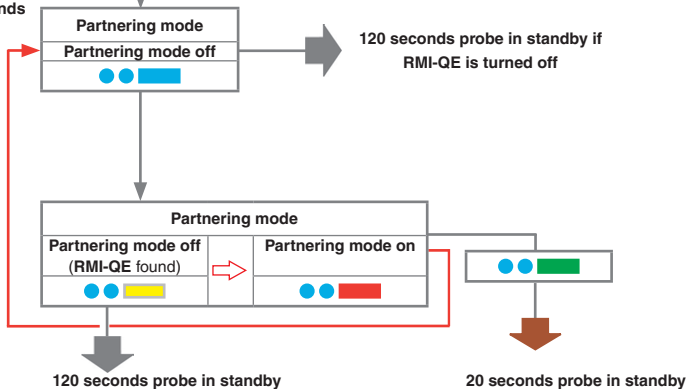 nds
Partnering mode
Partnering mode off
120 seconds probe in standby if
RMI-QE is turned off
Partnering mode
Partnering mode off
(RMI-QE found)
Partnering mode on
120 seconds probe in standby
20 seconds probe in standby